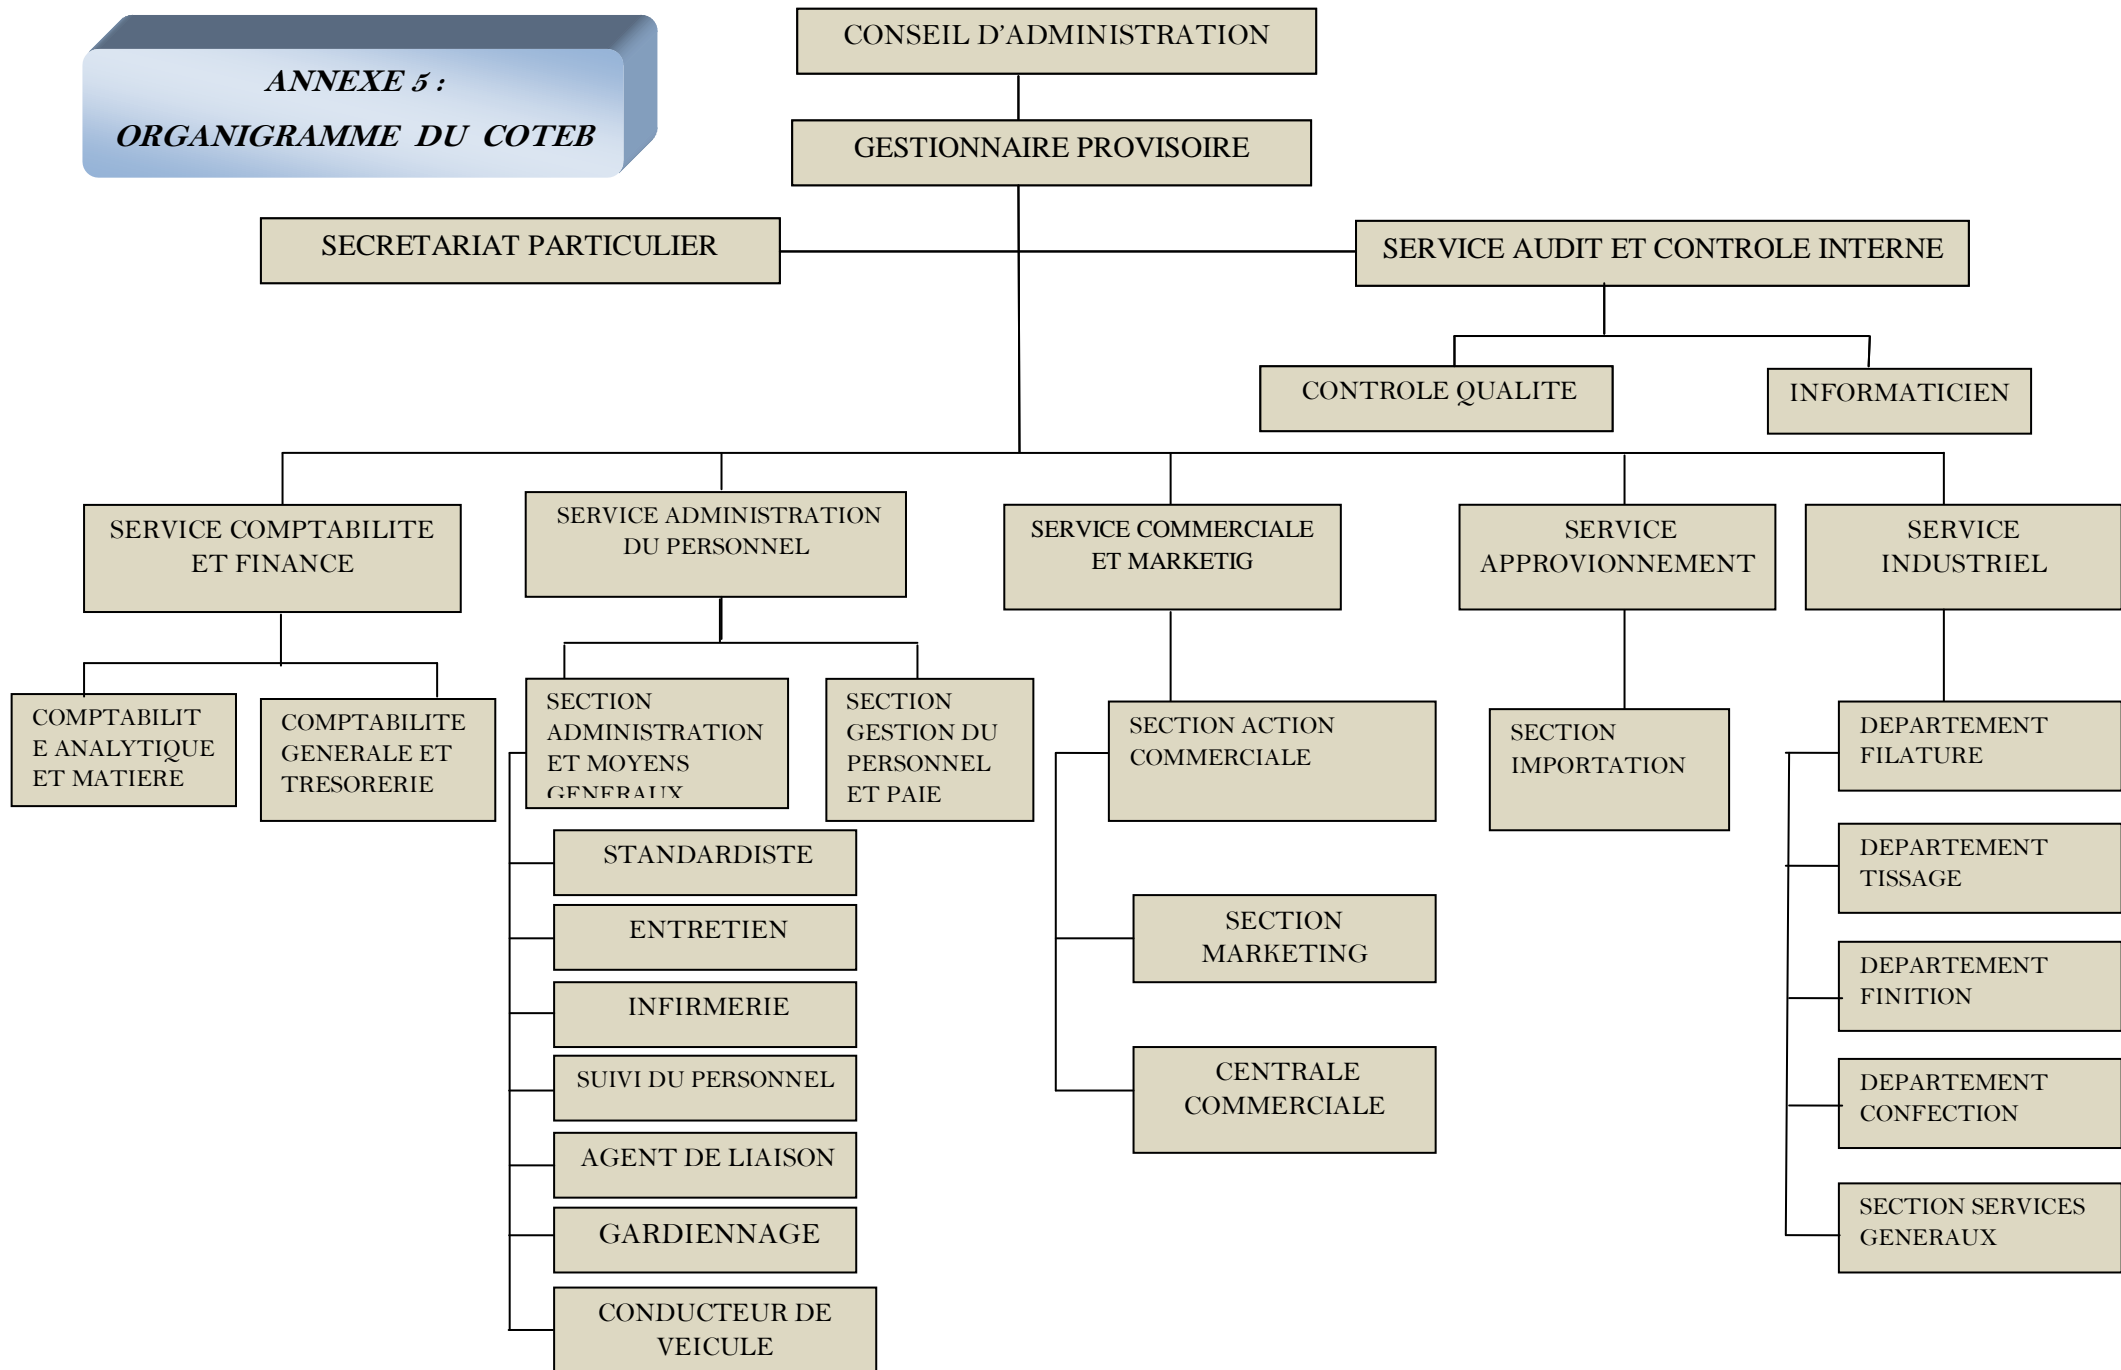 ANNEXE 5 :
ORGANIGRAMME DU COTEB
CONSEIL D'ADMINISTRATION
GESTIONNAIRE PROVISOIRE
SECRETARIAT PARTICULIER
SERVICE AUDIT ET CONTROLE INTERNE
CONTROLE QUALITE
INFORMATICIEN
SERVICE COMPTABILITE
ET FINANCE
SERVICE ADMINISTRATION
DU PERSONNEL
SERVICE COMMERCIALE
ET MARKETIG
SERVICE
APPROVIONNEMENT
SERVICE
INDUSTRIEL
COMPTABILIT
E ANALYTIQUE
ET MATIERE
COMPTABILITE
GENERALE ET
TRESORERIE
SECTION
ADMINISTRATION
ET MOYENS
GENERAUX
SECTION
GESTION DU
PERSONNEL
ET PAIE
SECTION ACTION
COMMERCIALE
SECTION
IMPORTATION
DEPARTEMENT
FILATURE
STANDARDISTE
ENTRETIEN
INFIRMERIE
SUIVI DU PERSONNEL
AGENT DE LIAISON
GARDIENNAGE
CONDUCTEUR DE
VEICULE
SECTION
MARKETING
CENTRALE
COMMERCIALE
DEPARTEMENT
TISSAGE
DEPARTEMENT
FINITION
DEPARTEMENT
CONFECTION
SECTION SERVICES
GENERAUX